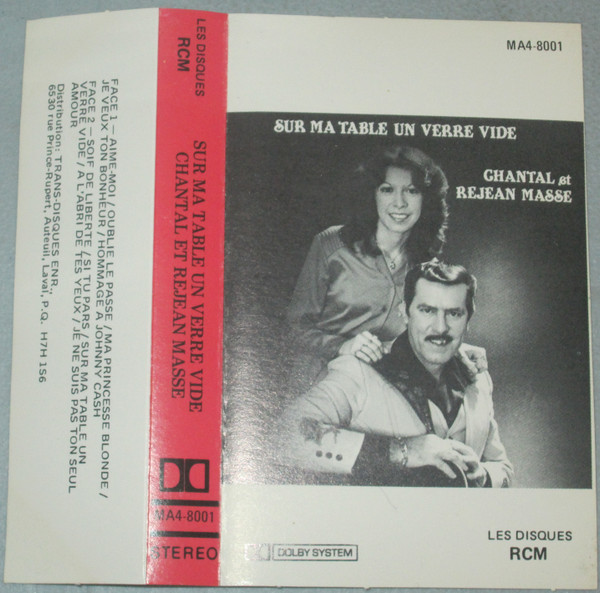 FACE 1 — AIME-MOI / OUBLIE LE PASSE / MA PRINCESSE BLONDE /
JE VEUX TON BONHEUR / HOMMAGE A JOHNNY CASH
FACE 2 — SOIF DE LIBERTE / SI TU PARS / SUR MA TABLE UN
VERRE VIDE / A L'ABRI DE TES YEUX / JE NE SUIS PAS TON SEUL
AMOUR
Distribution: TRANS-DISQUES ENR.,
6530 rue Prince-Rupert, Auteuil, Laval, P.Q. H7H 1S6
LES DISQUES
RCM
SUR MA TABLE UN VERRE VIDE
CHANTAL ET REJEAN MASSE
MA4-8001
STEREO
MA4-8001
SUR MA TABLE UN VERRE VIDE
CHANTAL et
REJEAN MASSE
DOLBY SYSTEM
LES DISQUES
RCM